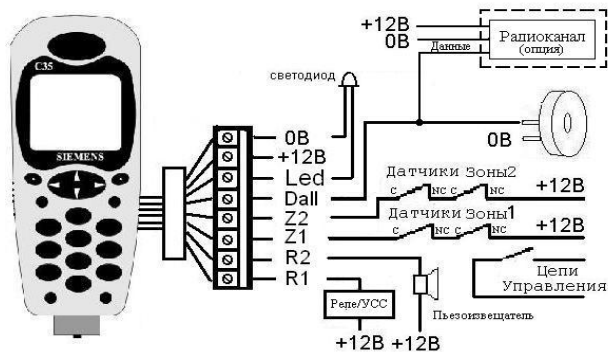 C35
SIEMENS
+12В
0В
Данные
Радиоканал
(опция)
светодиод
0В
+12В
Led
Dall
Z2
Z1
R2
R1
0В
Датчики Зоны2
C NC C NC
+12В
Датчики Зоны1
C NC C NC
+12В
Цепи
Управления
Реле/УСС
Пьезоизвещатель
+12В +12В